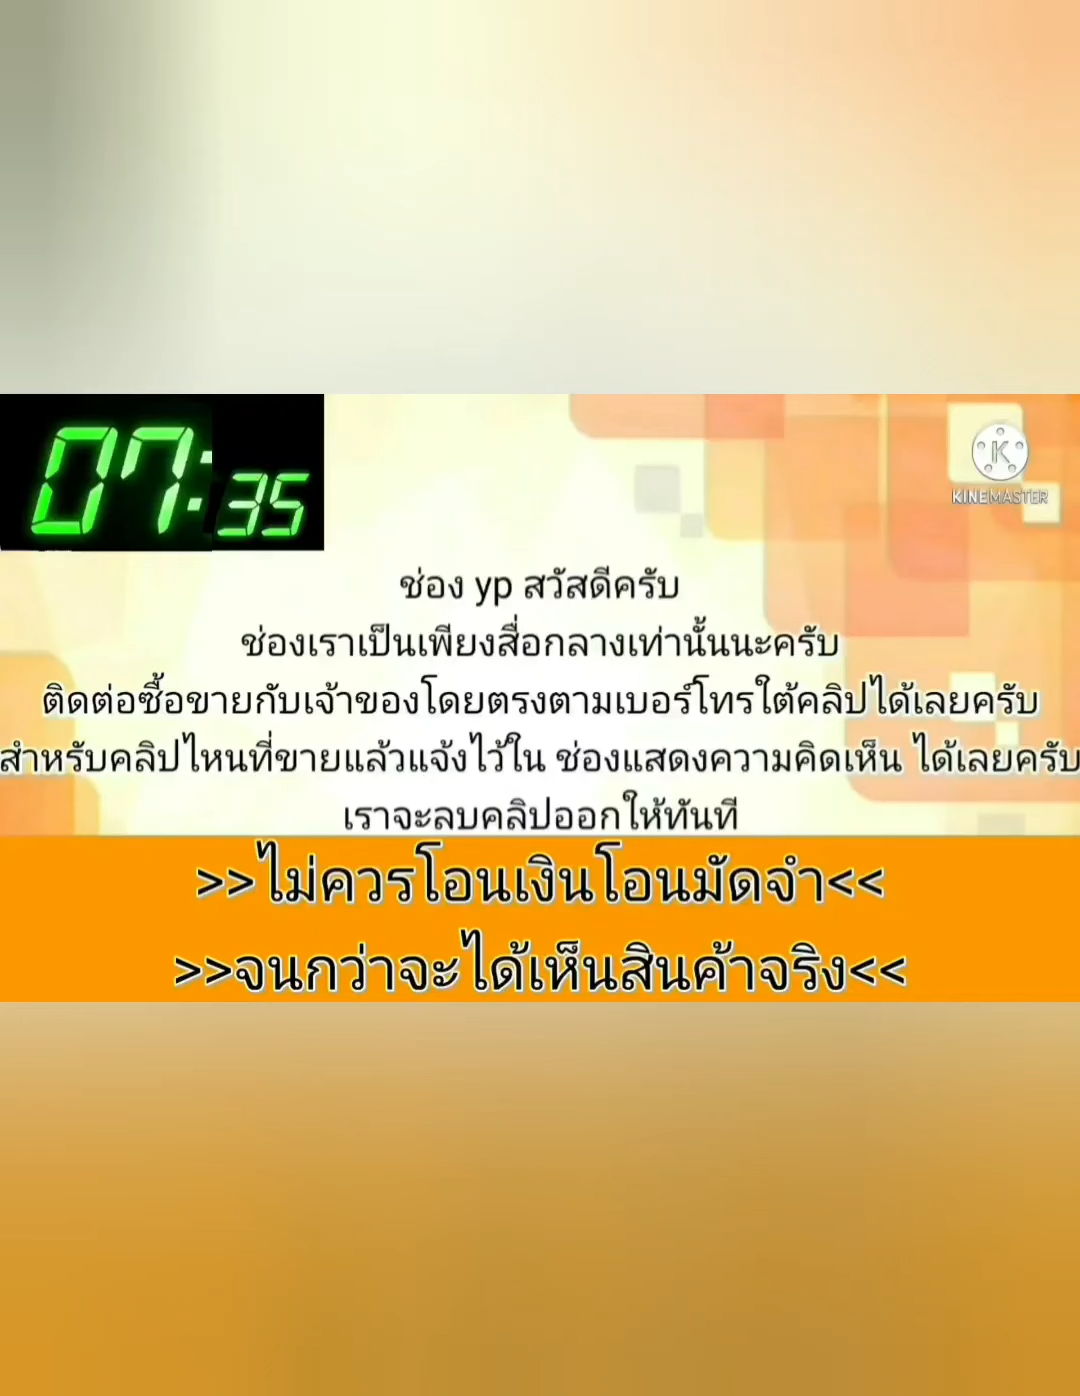 07:35
KINEMASTER
ช่อง yp สวัสดีครับ
ช่องเราเป็นเพียงสื่อกลางเท่านั้นนะครับ
ติดต่อซื้อขายกับเจ้าของโดยตรงตามเบอร์โทรใต้คลิปได้เลยครับ
สำหรับคลิปไหนที่ขายแล้วแจ้งไว้ใน ช่องแสดงความคิดเห็น ได้เลยครับ
เราจะลบคลิปออกให้ทันที
>>ไม่ควรโอนเงินโอนมัดจำ<<
>>จนกว่าจะได้เห็นสินค้าจริง<<